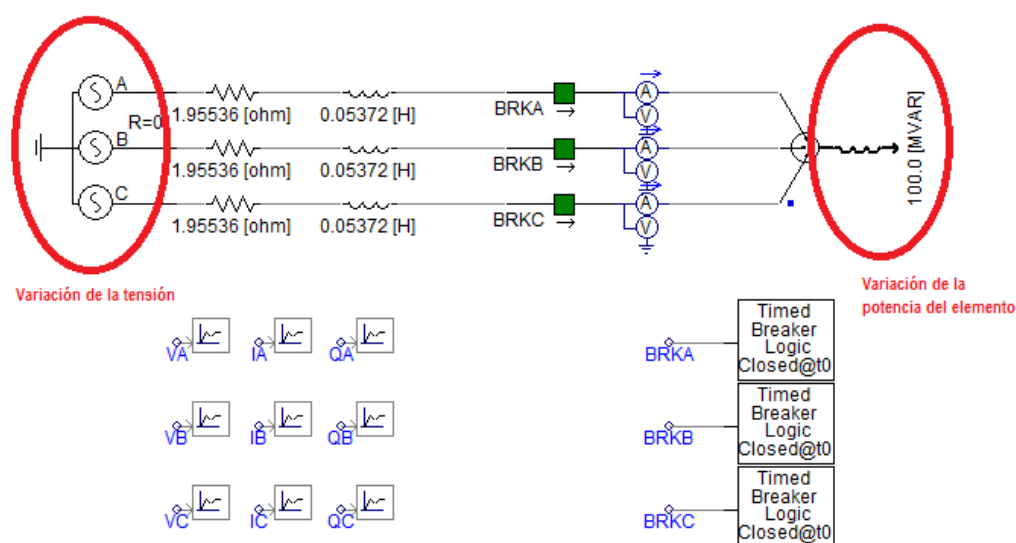 A
R=0
B
C
1.95536 [ohm]
0.05372 [H]
BRKA
A
V
1.95536 [ohm]
0.05372 [H]
BRKB
A
V
1.95536 [ohm]
0.05372 [H]
BRKC
A
V
100.0 [MVAR]
Variación de la tensión
Variación de la
potencia del elemento
VA
IA
QA
BRKA
Timed
Breaker
Logic
Closed@t0
VB
IB
QB
BRKB
Timed
Breaker
Logic
Closed@t0
VC
IC
QC
BRKC
Timed
Breaker
Logic
Closed@t0